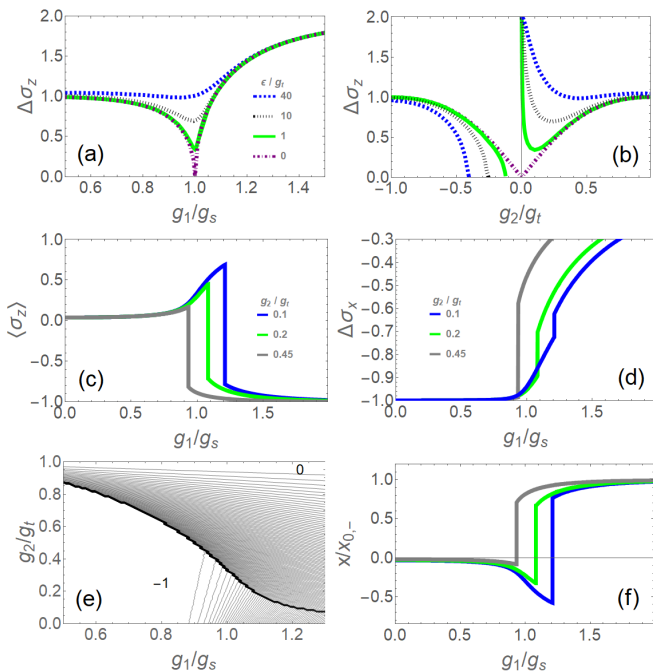 Δσz
2.0
1.5
1.0
0.5
0.0
ϵ / gt
40
10
1
0
(a)
0.6 0.8 1.0 1.2 1.4
g1/gs
Δσz
2.0
1.5
1.0
0.5
0.0
(b)
-1.0 -0.5 0.0 0.5
g2/gt
⟨σz⟩
1.0
0.5
0.0
-0.5
-1.0
g2 / gt
0.1
0.2
0.45
(c)
0.0 0.5 1.0 1.5
g1/gs
Δσx
-0.3
-0.4
-0.5
-0.6
-0.7
-0.8
-0.9
-1.0
g2 / gt
0.1
0.2
0.45
(d)
0.0 0.5 1.0 1.5
g1/gs
g2/gt
1.0
0.8
0.6
0.4
0.2
0.0
0
-1
(e)
0.6 0.8 1.0 1.2
g1/gs
x/x0,-
1.0
0.5
0.0
-0.5
(f)
0.0 0.5 1.0 1.5
g1/gs